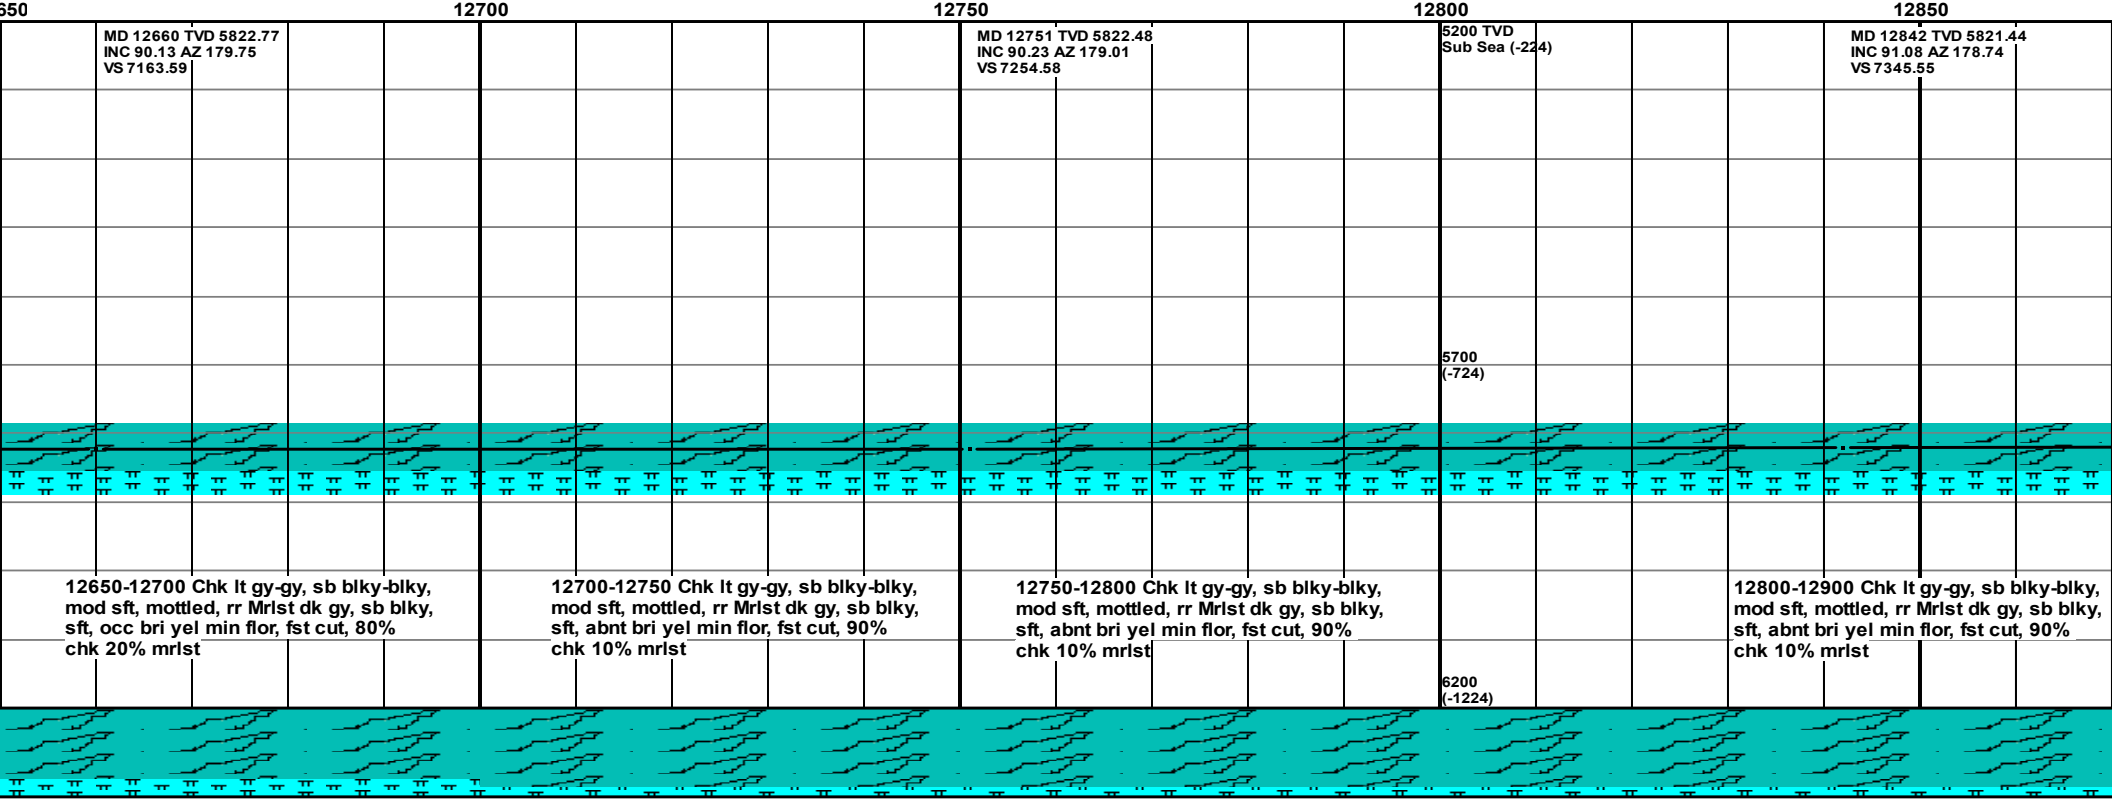 650 12700 12750 12800 12850
MD 12660 TVD 5822.77
INC 90.13 AZ 179.75
VS 7163.59
MD 12751 TVD 5822.48
INC 90.23 AZ 179.01
VS 7254.58
5200 TVD
Sub Sea (-224)
MD 12842 TVD 5821.44
INC 91.08 AZ 178.74
VS 7345.55
5700
(-724)
12650-12700 Chk lt gy-gy, sb blky-blky,
mod sft, mottled, rr Mrlst dk gy, sb blky,
sft, occ bri yel min flor, fst cut, 80%
chk 20% mrlst
12700-12750 Chk lt gy-gy, sb blky-blky,
mod sft, mottled, rr Mrlst dk gy, sb blky,
sft, abnt bri yel min flor, fst cut, 90%
chk 10% mrlst
12750-12800 Chk lt gy-gy, sb blky-blky,
mod sft, mottled, rr Mrlst dk gy, sb blky,
sft, abnt bri yel min flor, fst cut, 90%
chk 10% mrlst
12800-12900 Chk lt gy-gy, sb blky-blky,
mod sft, mottled, rr Mrlst dk gy, sb blky,
sft, abnt bri yel min flor, fst cut, 90%
chk 10% mrlst
6200
(-1224)